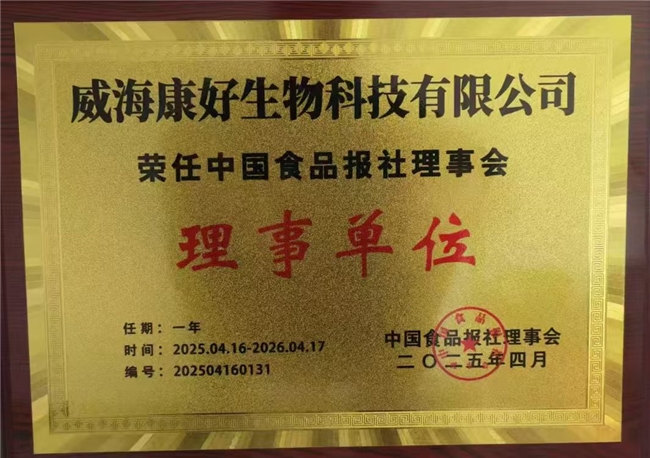 威海康好生物科技有限公司
荣任中国食品报社理事会
理事单位
任期：一年
时间：2025.04.16-2026.04.17
编号：202504160131
中国食品报社理事会
二〇二五年四月